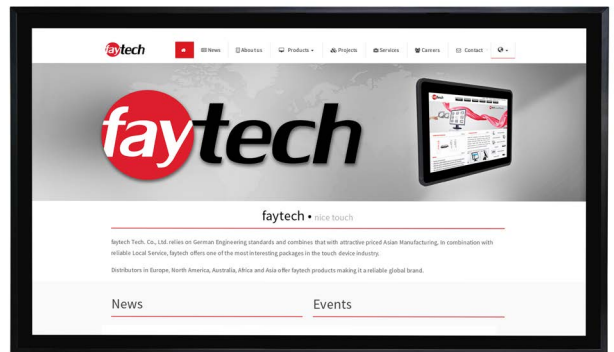 faytech
News
About us
Products
Projects
Services
Careers
Contact
faytech
faytech • nice touch
faytech Tech. Co., Ltd. relies on German Engineering standards and combines that with attractive priced Asian Manufacturing. In combination with
reliable Local Service, faytech offers one of the most interesting packages in the touch device industry.
Distributors in Europe, North America, Australia, Africa and Asia offer faytech products making it a reliable global brand.
News
Events